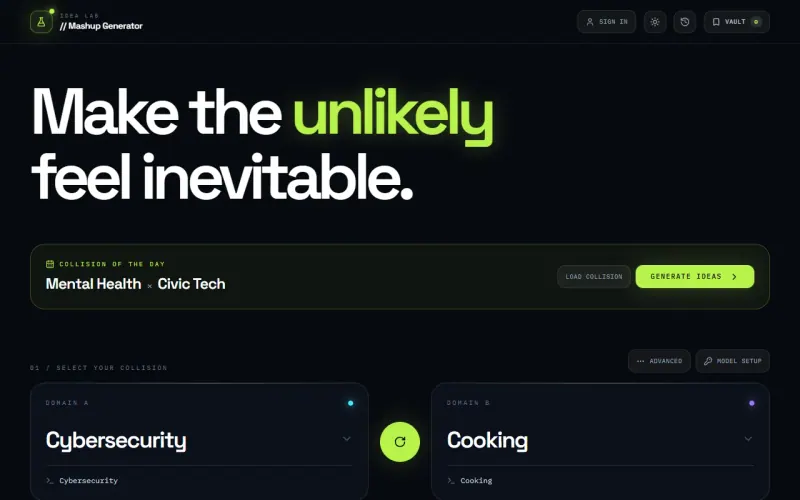 IDEA LAB
// Mashup Generator
SIGN IN
VAULT 0
Make the unlikely
feel inevitable.
COLLISION OF THE DAY
Mental Health × Civic Tech
LOAD COLLISION
GENERATE IDEAS
01 / SELECT YOUR COLLISION
ADVANCED
MODEL SETUP
DOMAIN A
Cybersecurity
Cybersecurity
DOMAIN B
Cooking
Cooking